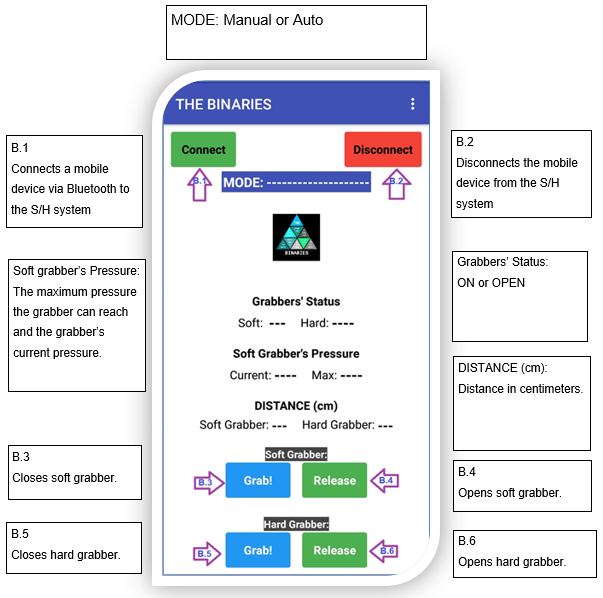 MODE: Manual or Auto
THE BINARIES
B.1
Connects a mobile
device via Bluetooth to
the S/H system
Connect
Disconnect
B.2
Disconnects the mobile
device from the S/H
system
B.1
MODE: --------------------
B.2
BINARIES
Soft grabber’s Pressure:
The maximum pressure
the grabber can reach
and the grabber’s
current pressure.
Grabbers’ Status:
ON or OPEN
Grabbers' Status
Soft: --- Hard: ----
Soft Grabber's Pressure
Current: ---- Max: ----
DISTANCE (cm)
Soft Grabber: --- Hard Grabber: ---
DISTANCE (cm):
Distance in centimeters.
B.3
Closes soft grabber.
Soft Grabber:
B.3 Grab! Release B.4
B.4
Opens soft grabber.
B.5
Closes hard grabber.
Hard Grabber:
B.5 Grab! Release B.6
B.6
Opens hard grabber.